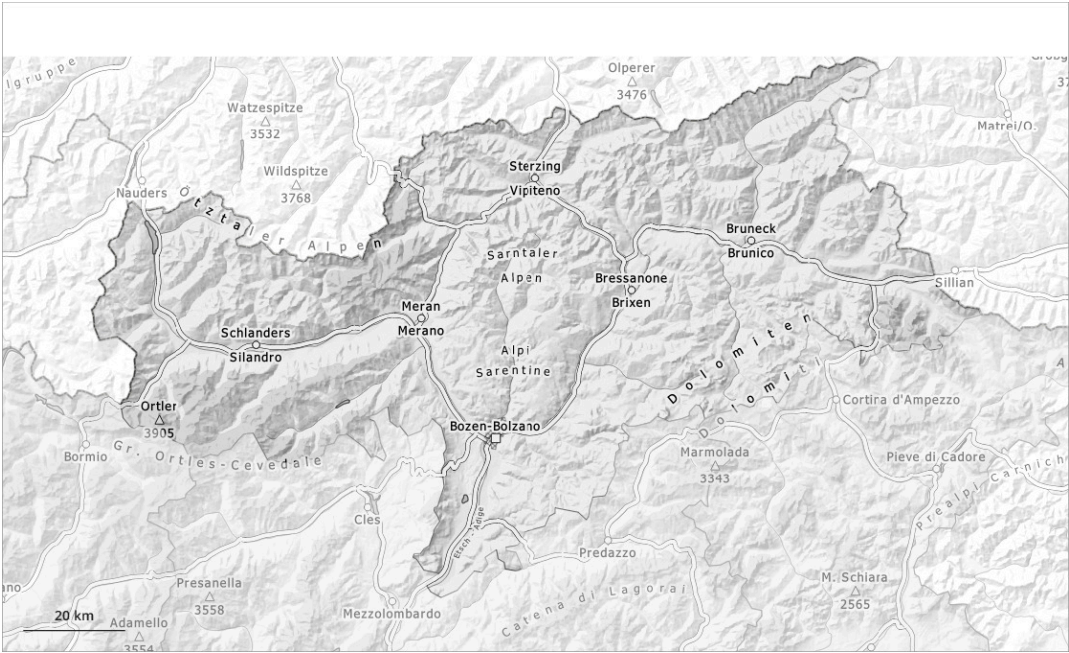 lgruppe
Olperer
3476
Watzespitze
3532
Matrei/O.
Sterzing
Vipiteno
Wildspitze
3768
Nauders
Ötztaler Alpen
Bruneck
Brunico
Sarntaler
Alpen
Bressanone
Brixen
Sillian
Meran
Merano
Schlanders
Silandro
Alpi
Sarentine
Dolomiten
Dolomiti
Ortler
3905
Cortina d'Ampezzo
Bozen-Bolzano
Gr. Ortles-Cevedale
Bormio
Marmolada
3343
Pieve di Cadore
Prealpi Carnich
Cles
Etsch - Adige
Predazzo
Presanella
3558
M. Schiara
2565
ano
Catena di Lagorai
Mezzolombardo
20 km
Adamello
3554